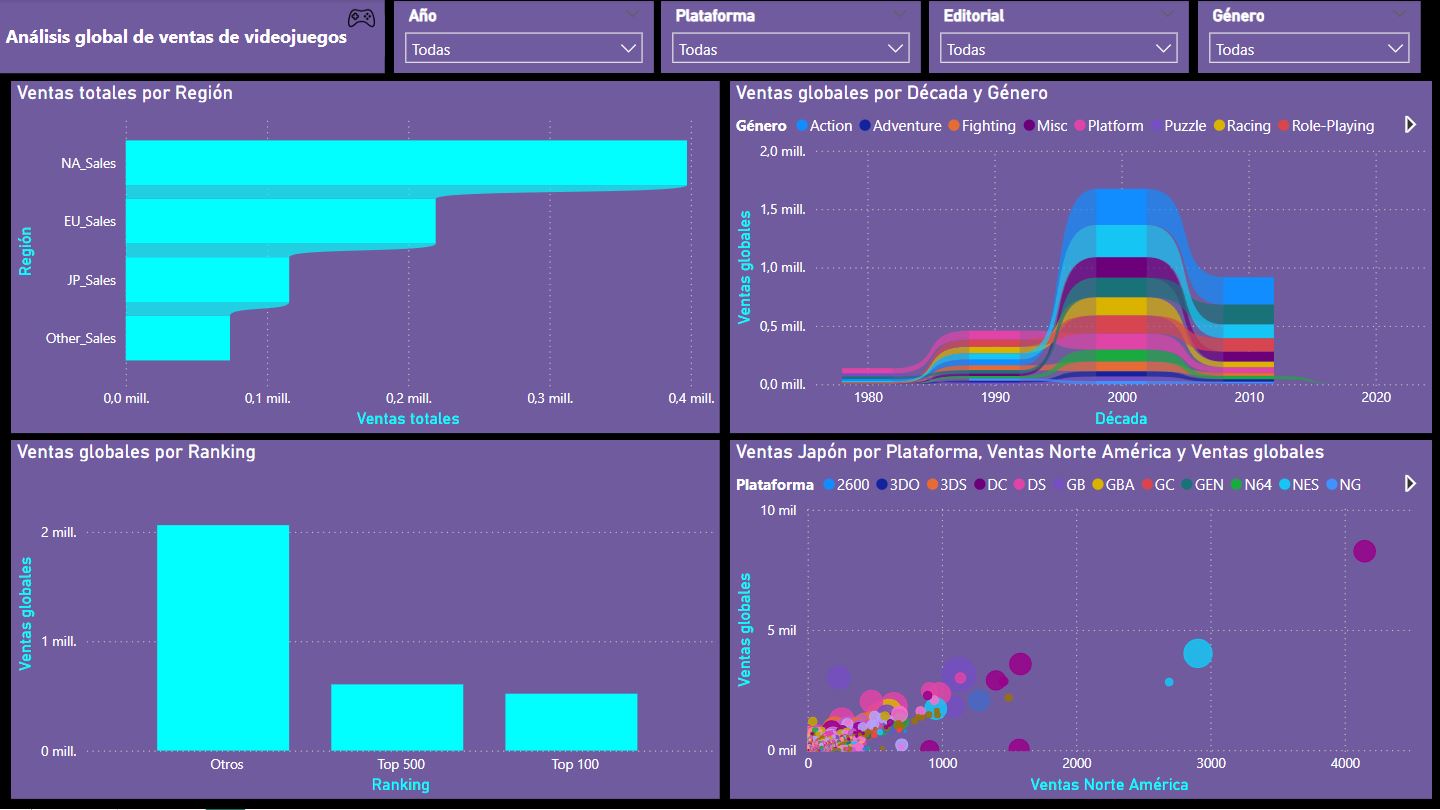 Análisis global de ventas de videojuegos
Año
Todas
Plataforma
Todas
Editorial
Todas
Género
Todas
Ventas totales por Región
Región
NA_Sales
EU_Sales
JP_Sales
Other_Sales
0,0 mill. 0,1 mill. 0,2 mill. 0,3 mill. 0,4 mill.
Ventas totales
Ventas globales por Década y Género
Género Action Adventure Fighting Misc Platform Puzzle Racing Role-Playing
Ventas globales
2,0 mill.
1,5 mill.
1,0 mill.
0,5 mill.
0,0 mill.
1980 1990 2000 2010 2020
Década
Ventas globales por Ranking
Ventas globales
2 mill.
1 mill.
0 mill.
Otros Top 500 Top 100
Ranking
Ventas Japón por Plataforma, Ventas Norte América y Ventas globales
Plataforma 2600 3DO 3DS DC DS GB GBA GC GEN N64 NES NG
Ventas globales
10 mil
5 mil
0 mil
0 1000 2000 3000 4000
Ventas Norte América